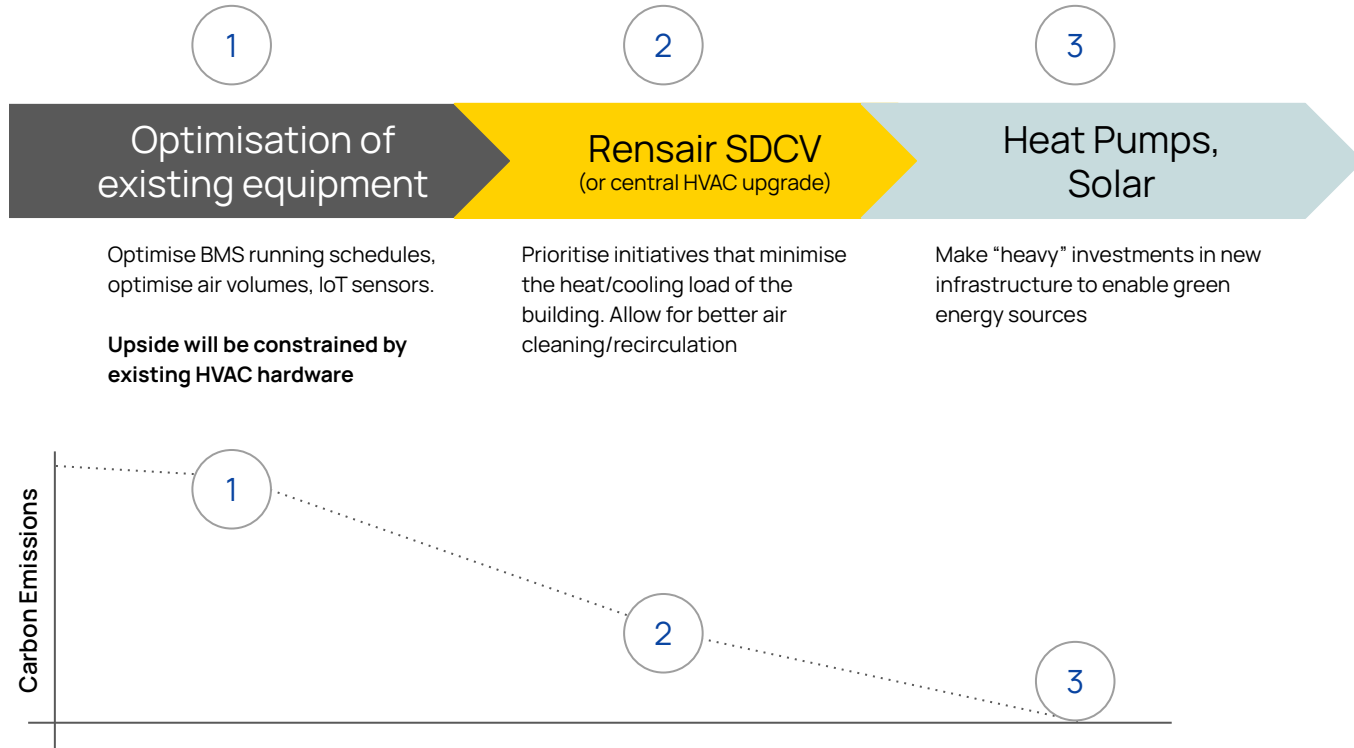 1
2
3
Optimisation of
existing equipment
Rensair SDCV
(or central HVAC upgrade)
Heat Pumps,
Solar
Optimise BMS running schedules,
optimise air volumes, IoT sensors.
Upside will be constrained by
existing HVAC hardware
Prioritise initiatives that minimise
the heat/cooling load of the
building. Allow for better air
cleaning/recirculation
Make “heavy” investments in new
infrastructure to enable green
energy sources
Carbon Emissions
1
2
3